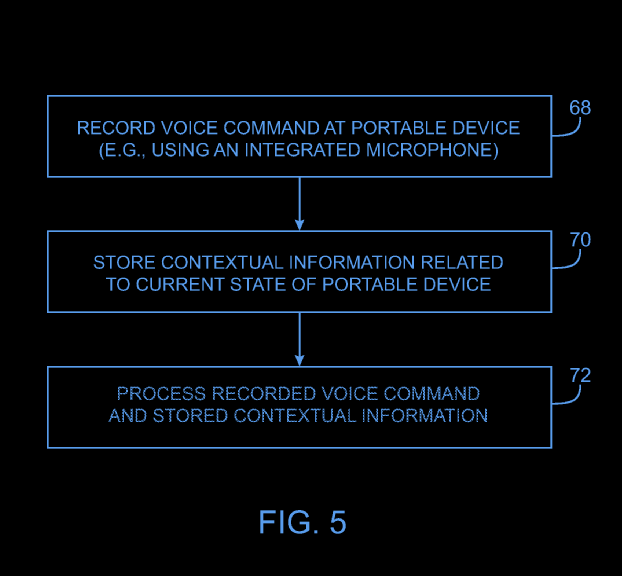 68
RECORD VOICE COMMAND AT PORTABLE DEVICE
(E.G., USING AN INTEGRATED MICROPHONE)
70
STORE CONTEXTUAL INFORMATION RELATED
TO CURRENT STATE OF PORTABLE DEVICE
72
PROCESS RECORDED VOICE COMMAND
AND STORED CONTEXTUAL INFORMATION
FIG. 5